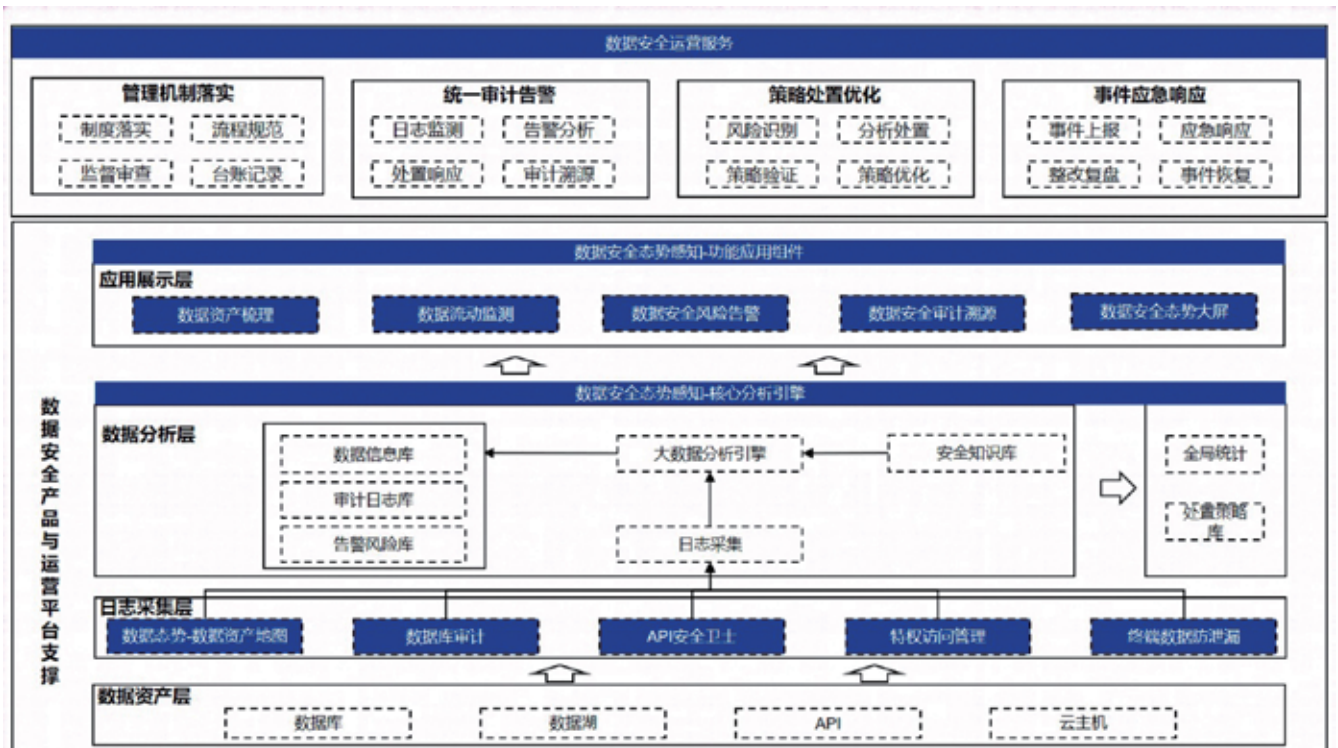 数据安全运营服务
管理机制落实
统一审计告警
策略处置优化
事件应急响应
制度落实
流程规范
日志监测
告警分析
风险识别
分析处置
事件上报
应急响应
监督审查
台账记录
处置响应
审计溯源
策略验证
策略优化
整改复盘
事件恢复
数据安全产品与运营平台支撑
数据安全态势感知-功能应用组件
应用展示层
数据资产梳理
数据流动监测
数据安全风险告警
数据安全审计溯源
数据安全态势大屏
数据安全态势感知-核心分析引擎
数据分析层
数据信息库
审计日志库
告警风险库
大数据分析引擎
安全知识库
日志采集
全局统计
处置策略
库
日志采集层
数据态势-数据资产地图
数据库审计
API安全卫士
特权访问管理
终端数据防泄漏
数据资产层
数据库
数据湖
API
云主机